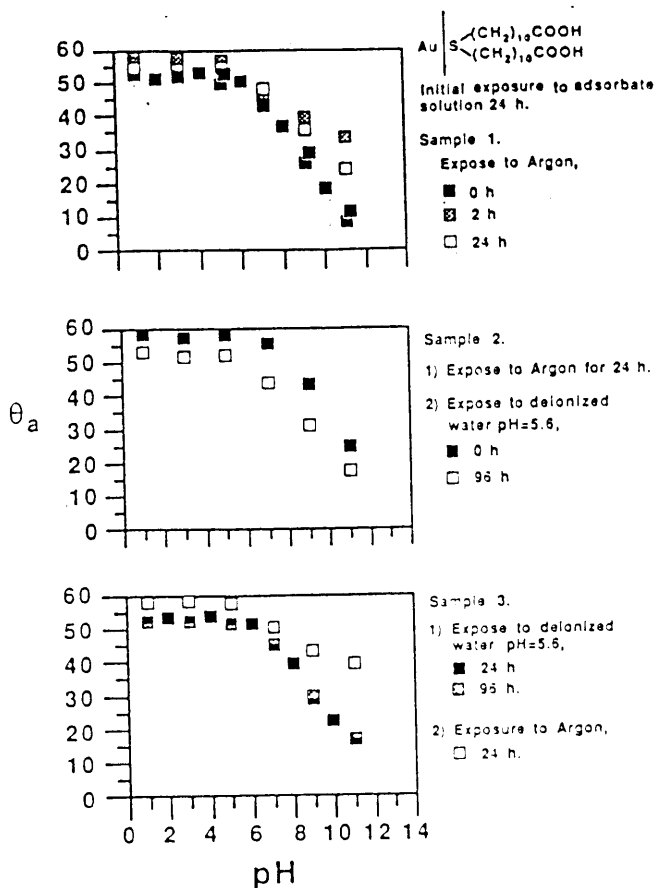 Au S (CH2)10COOH
(CH2)10COOH
Initial exposure to adsorbate
solution 24 h.
Sample 1.
Expose to Argon,
0 h
2 h
24 h
60
50
40
30
20
10
0
Sample 2.
1) Expose to Argon for 24 h.
2) Expose to deionized
water pH=5.6,
0 h
96 h
60
50
40
30
20
10
0
θa
Sample 3.
1) Expose to deionized
water pH=5.6,
24 h
96 h.
2) Exposure to Argon,
24 h.
60
50
40
30
20
10
0
0 2 4 6 8 10 12 14
pH